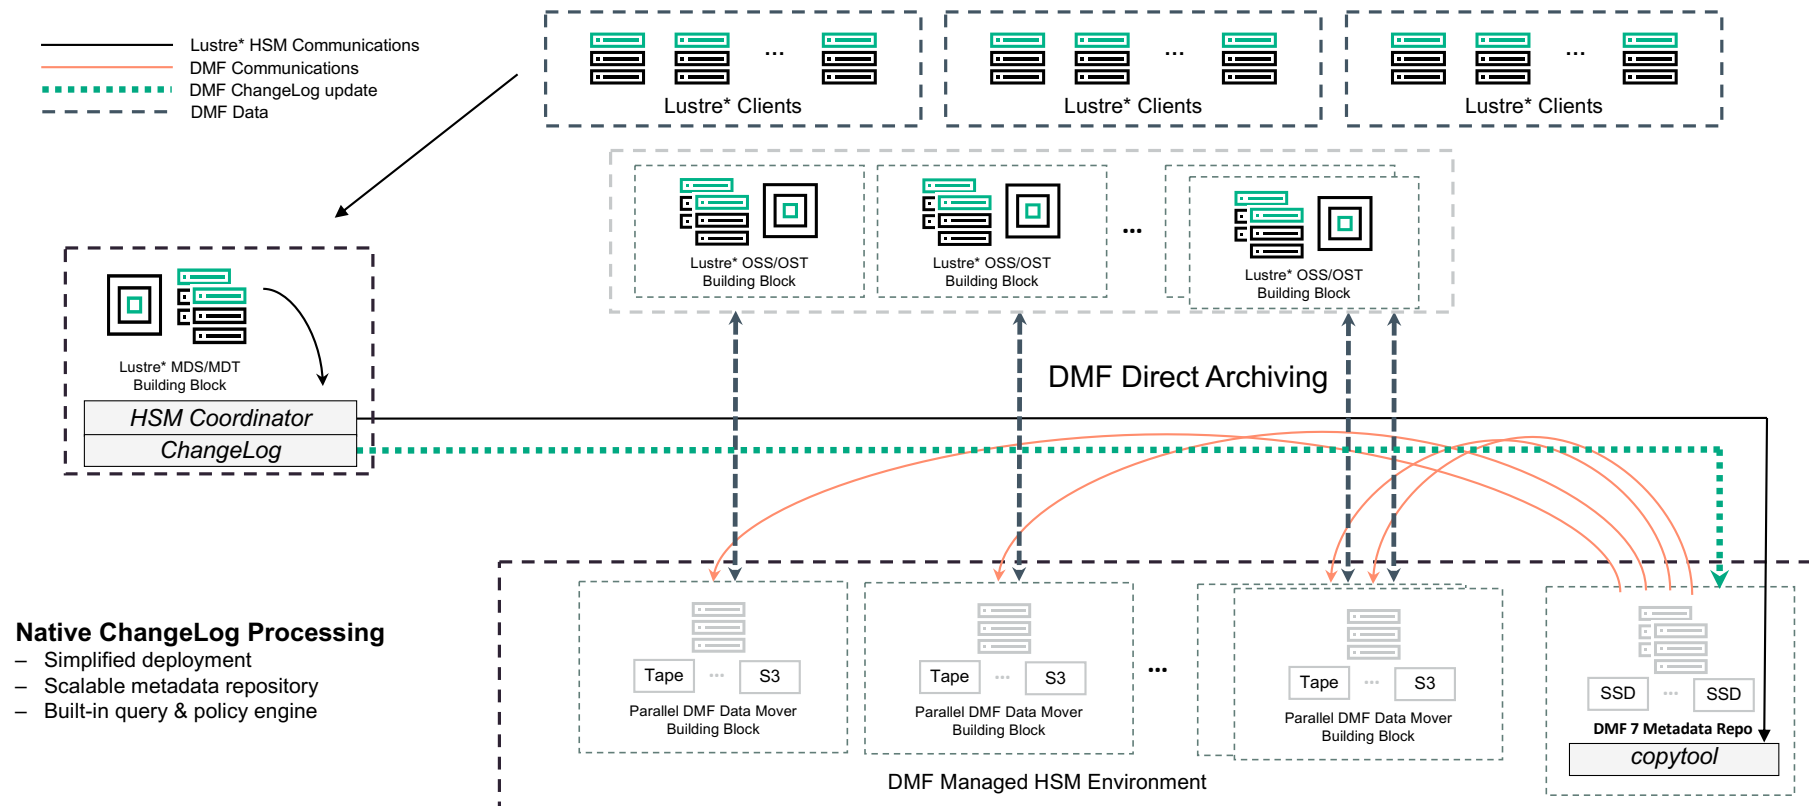 Lustre* HSM Communications
DMF Communications
DMF ChangeLog update
DMF Data
...
Lustre* Clients
...
Lustre* Clients
...
Lustre* Clients
Lustre* OSS/OST
Building Block
Lustre* OSS/OST
Building Block
...
Lustre* OSS/OST
Building Block
Lustre* MDS/MDT
Building Block
HSM Coordinator
ChangeLog
DMF Direct Archiving
Native ChangeLog Processing
– Simplified deployment
– Scalable metadata repository
– Built-in query & policy engine
Tape ... S3
Parallel DMF Data Mover
Building Block
Tape ... S3
Parallel DMF Data Mover
Building Block
...
Tape ... S3
Parallel DMF Data Mover
Building Block
SSD ... SSD
DMF 7 Metadata Repo
copytool
DMF Managed HSM Environment